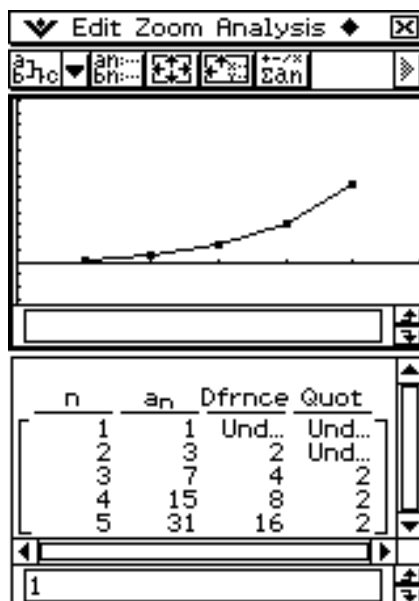 Edit Zoom Analysis
n an Dfrnce Quot
1 1 Und... Und...
2 3 2 Und...
3 7 4 2
4 15 8 2
5 31 16 2
1